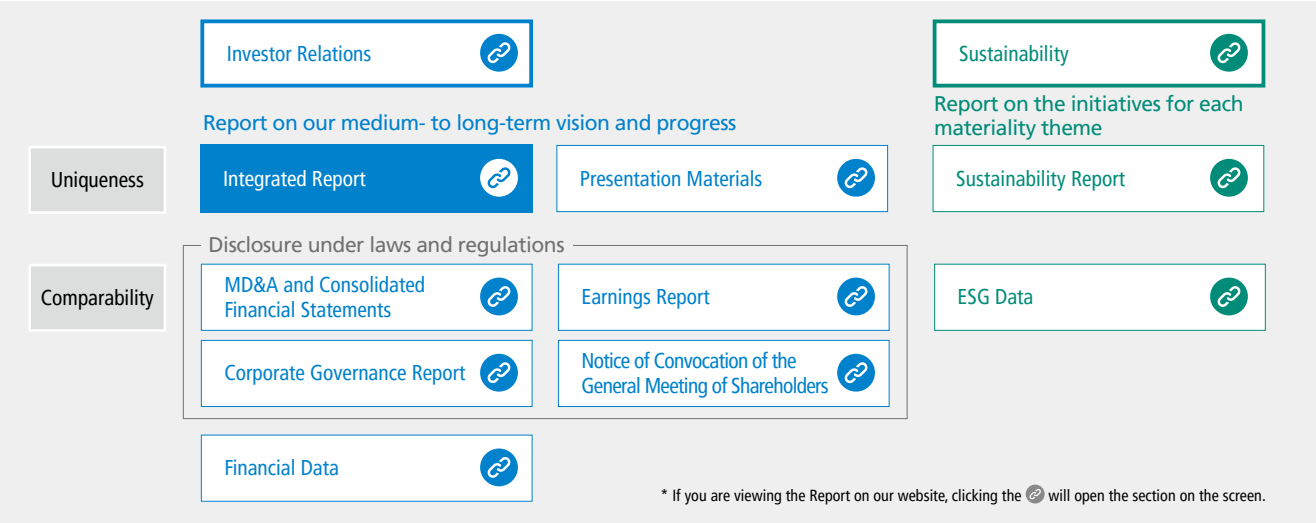 Investor Relations
Sustainability
Report on our medium- to long-term vision and progress
Report on the initiatives for each
materiality theme
Uniqueness
Integrated Report
Presentation Materials
Sustainability Report
Disclosure under laws and regulations
Comparability
MD&A and Consolidated
Financial Statements
Earnings Report
ESG Data
Corporate Governance Report
Notice of Convocation of the
General Meeting of Shareholders
Financial Data
* If you are viewing the Report on our website, clicking the will open the section on the screen.